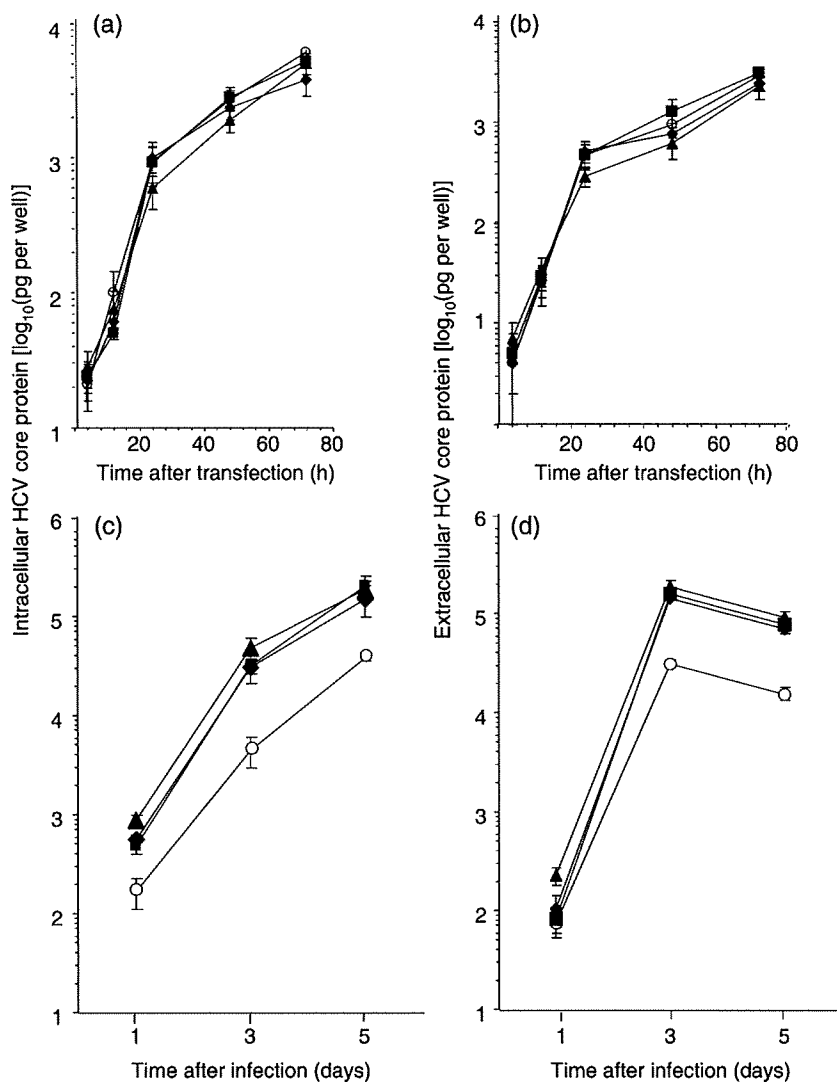 (a)
4
3
2
1
20 40 60 80
Time after transfection (h)
(b)
4
3
2
1
20 40 60 80
Time after transfection (h)
Intracellular HCV core protein [log₁₀(pg per well)]
Extracellular HCV core protein [log₁₀(pg per well)]
(c)
6
5
4
3
2
1
1 3 5
Time after infection (days)
(d)
6
5
4
3
2
1
1 3 5
Time after infection (days)